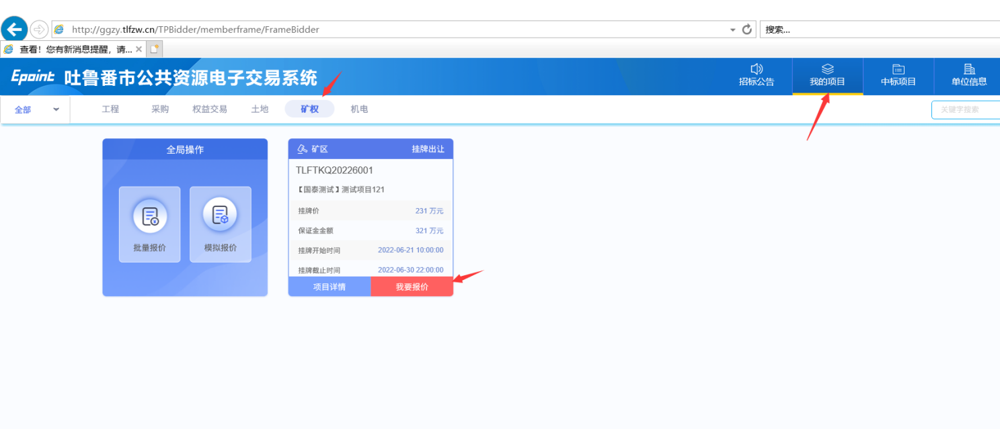 http://ggzy.tlfzw.cn/TPBidder/memberframe/FrameBidder
搜索...
查看！您有新消息提醒，请...
Epoint 吐鲁番市公共资源电子交易系统
招标公告
我的项目
中标项目
单位信息
全部
工程
采购
权益交易
土地
矿权
机电
关键字搜索
全局操作
批量报价
模拟报价
矿区
挂牌出让
TLFTKQ20226001
【国泰测试】测试项目121
挂牌价 231 万元
保证金金额 321 万元
挂牌开始时间 2022-06-21 10:00:00
挂牌截止时间 2022-06-30 22:00:00
项目详情
我要报价